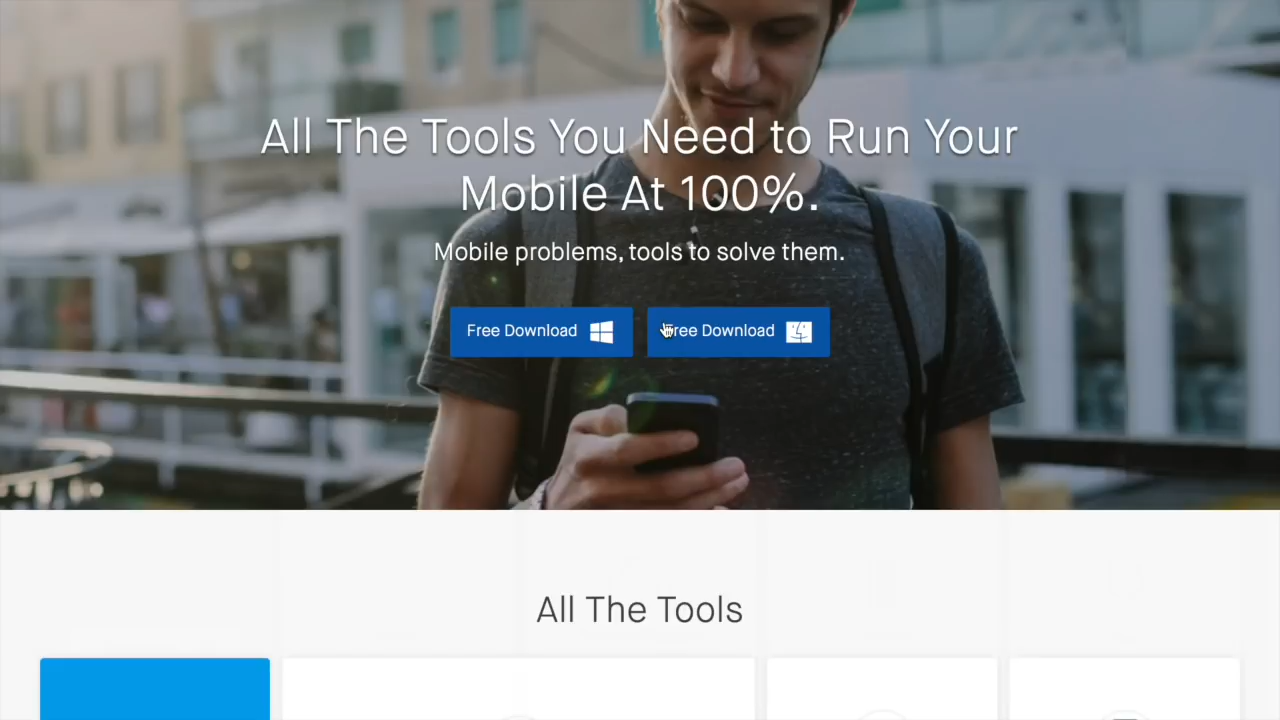 All The Tools You Need to Run Your
Mobile At 100%.
Mobile problems, tools to solve them.
Free Download
Free Download
All The Tools